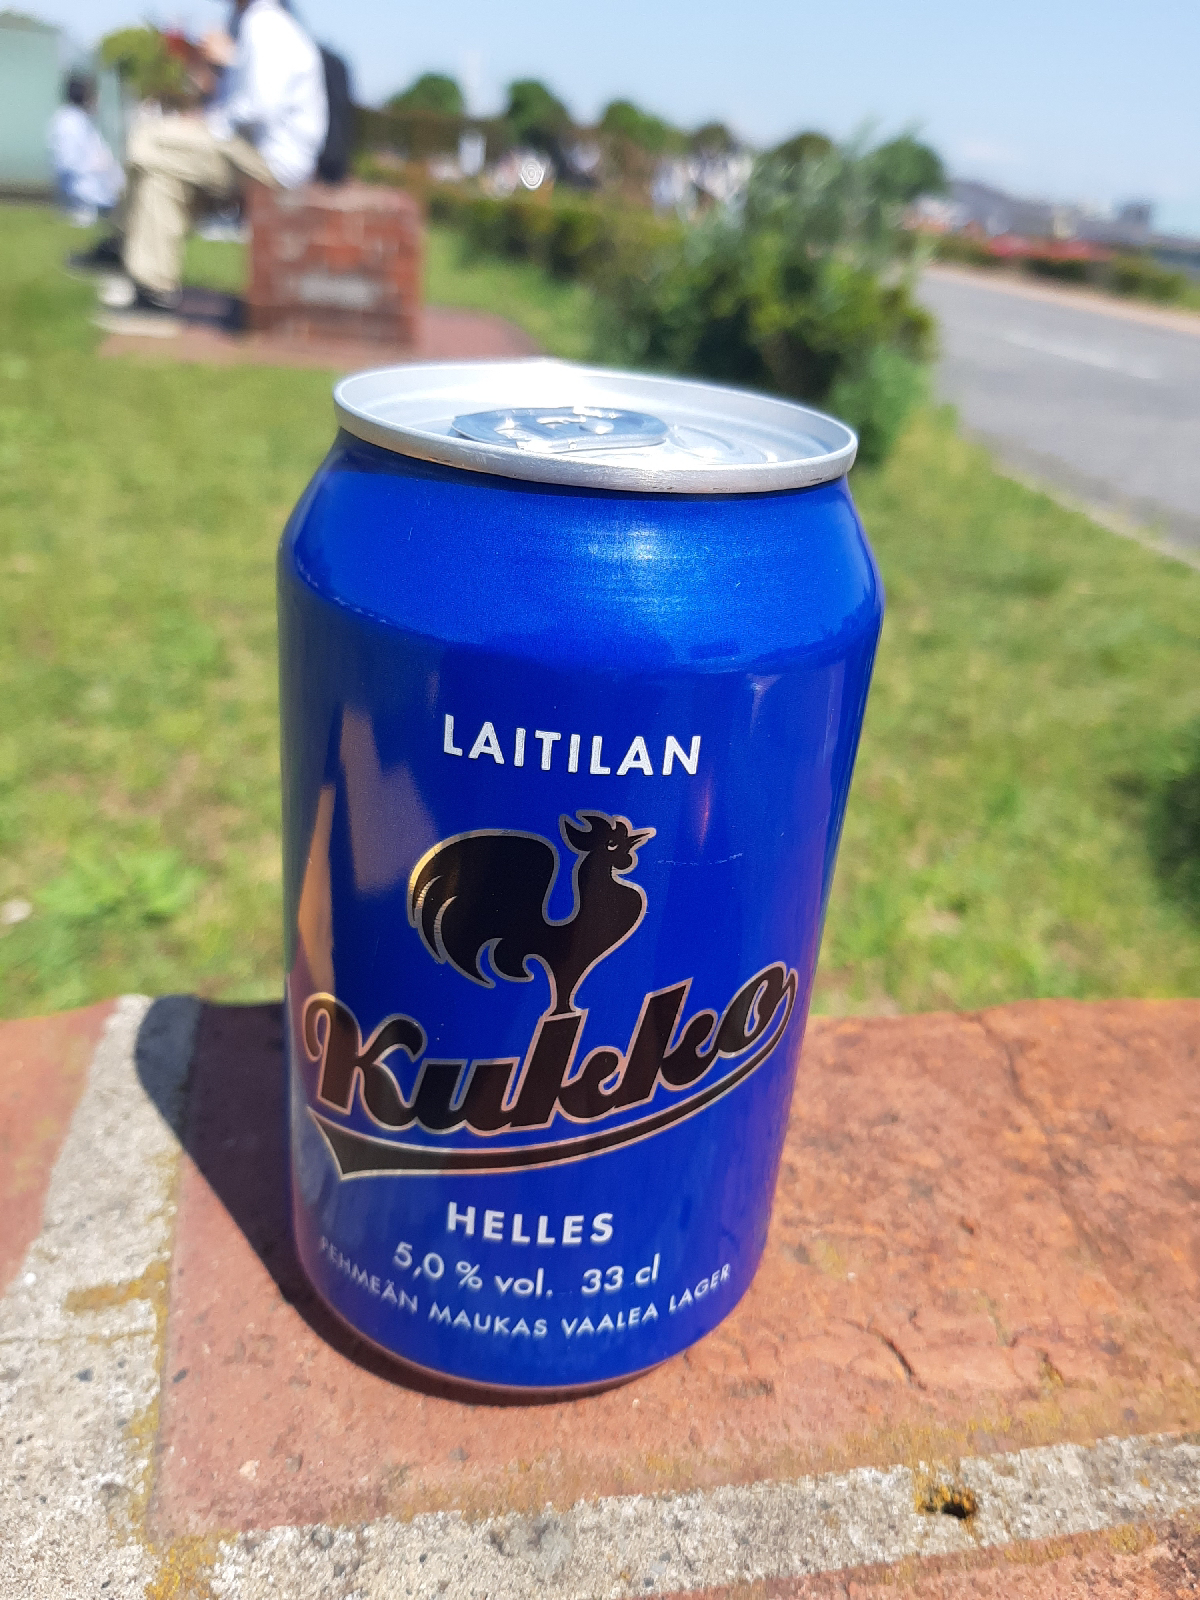 LAITILAN
Kukko
HELLES
5,0 % vol. 33 cl
PEHMEÄN MAUKAS VAALEA LAGER